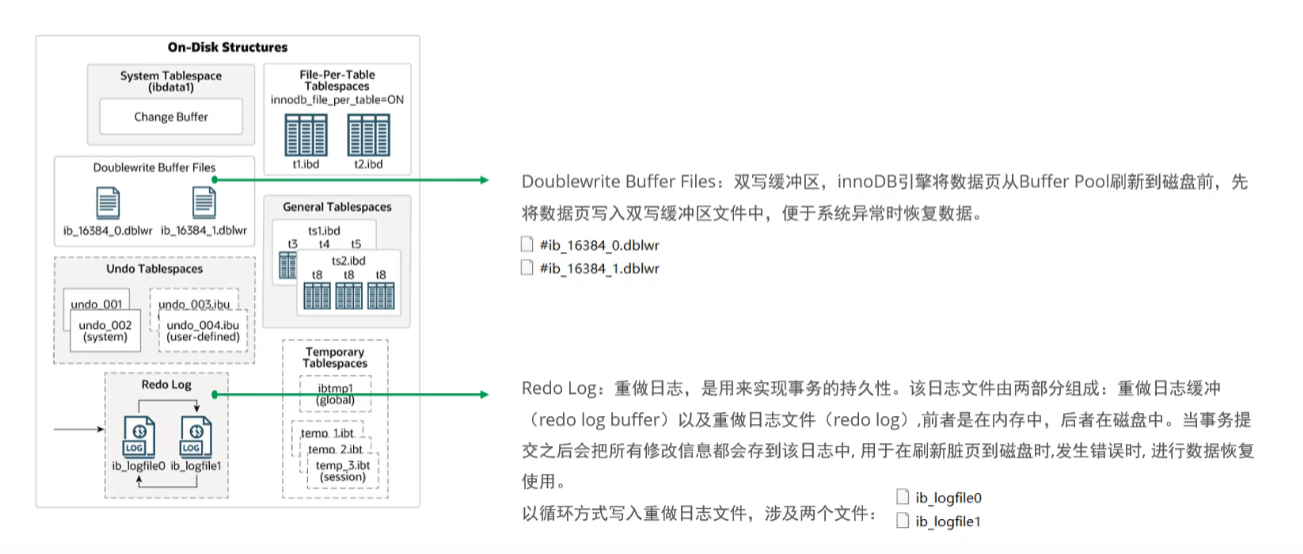 On-Disk Structures
System Tablespace
(ibdata1)
Change Buffer
File-Per-Table
Tablespaces
innodb_file_per_table=ON
t1.ibd
t2.ibd
Doublewrite Buffer Files
ib_16384_0.dblwr
ib_16384_1.dblwr
General Tablespaces
ts1.ibd
t3 t4 t5
ts2.ibd
t8 t8 t8
Undo Tablespaces
undo_001
undo_002
(system)
undo_003.ibu
undo_004.ibu
(user-defined)
Temporary
Tablespaces
ibtmp1
(global)
temp_1.ibt
temp_2.ibt
temp_3.ibt
(session)
Redo Log
LOG
LOG
ib_logfile0 ib_logfile1
Doublewrite Buffer Files：双写缓冲区，innoDB引擎将数据页从Buffer Pool刷新到磁盘前，先
将数据页写入双写缓冲区文件中，便于系统异常时恢复数据。
#ib_16384_0.dblwr
#ib_16384_1.dblwr
Redo Log：重做日志，是用来实现事务的持久性。该日志文件由两部分组成：重做日志缓冲
（redo log buffer）以及重做日志文件（redo log）,前者是在内存中，后者在磁盘中。当事务提
交之后会把所有修改信息都会存到该日志中, 用于在刷新脏页到磁盘时,发生错误时, 进行数据恢复
使用。
以循环方式写入重做日志文件，涉及两个文件：
ib_logfile0
ib_logfile1